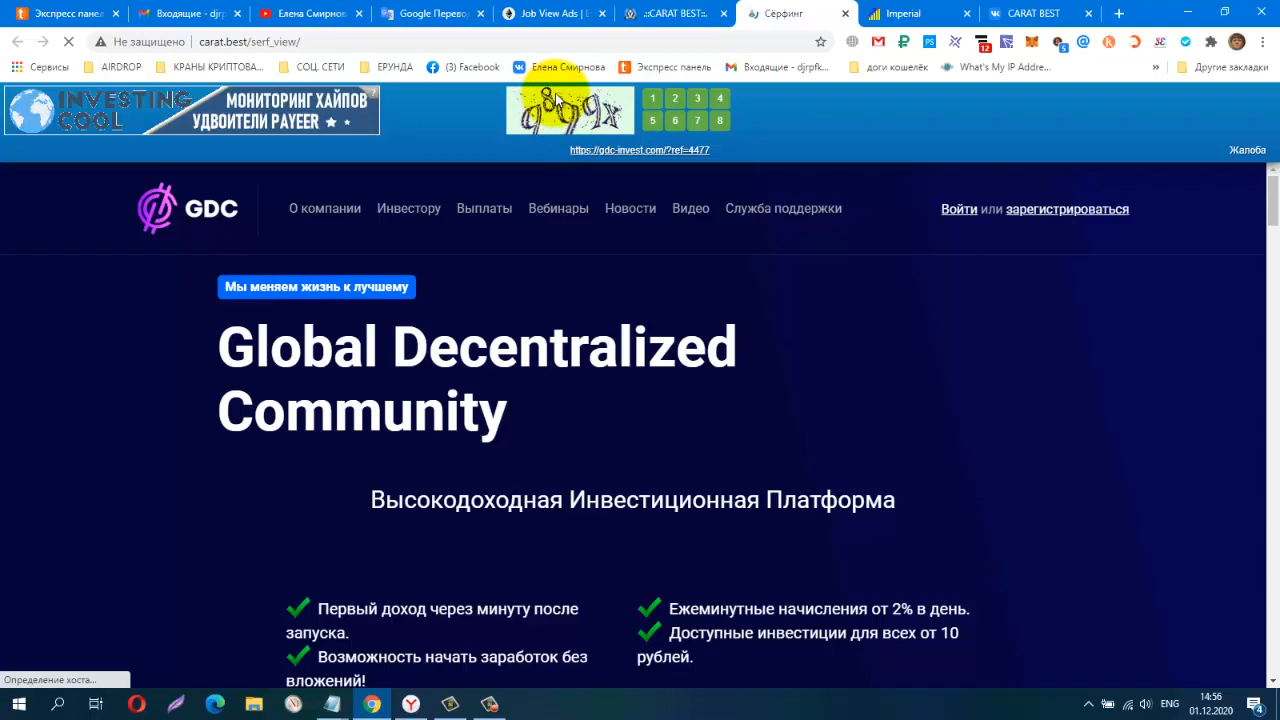 Экспресс панель
Входящие - djrp
Елена Смирнов
Google Перево
Job View Ads | E
.::CARAT BEST::.
Сёрфинг
Imperial
CARAT BEST
Не защищено
carat.best/serf_view/
12
5
Сервисы
AIRDROP
КРАНЫ КРИПТОВА...
СОЦ. СЕТИ
ЕРУНДА
(3) Facebook
Елена Смирнова
Экспресс панель
Входящие - djrpfk...
доги кошелёк
What's My IP Addre...
»
Другие закладки
INVESTING
COOL
МОНИТОРИНГ ХАЙПОВ
УДВОИТЕЛИ PAYEER
?
1 2 3 4
5 6 7 8
https://gdc-invest.com/?ref=4477
Жалоба
GDC
О компании
Инвестору
Выплаты
Вебинары
Новости
Видео
Служба поддержки
Войти или зарегистрироваться
Мы меняем жизнь к лучшему
Global Decentralized
Community
Высокодоходная Инвестиционная Платформа
Первый доход через минуту после
запуска.
Возможность начать заработок без
вложений!
Ежеминутные начисления от 2% в день.
Доступные инвестиции для всех от 10
рублей.
Определение хоста...
ENG
14:56
01.12.2020
4